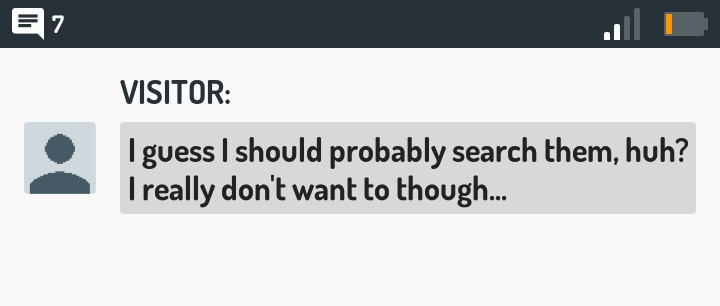 7
VISITOR:
I guess I should probably search them, huh?
I really don't want to though...